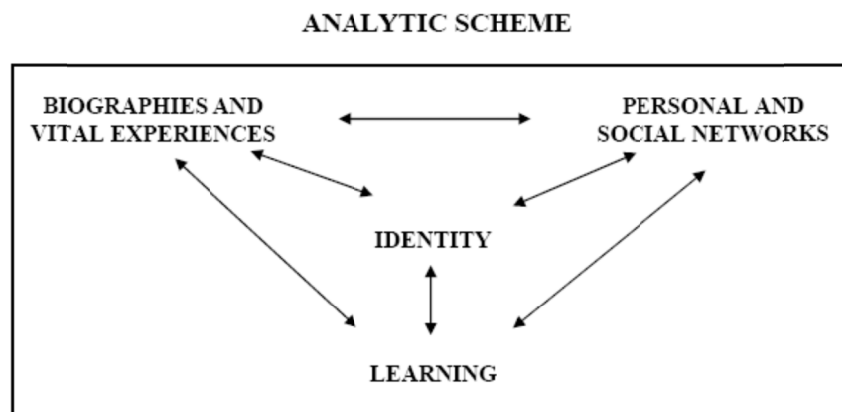 ANALYTIC SCHEME
BIOGRAPHIES AND
VITAL EXPERIENCES
PERSONAL AND
SOCIAL NETWORKS
IDENTITY
LEARNING